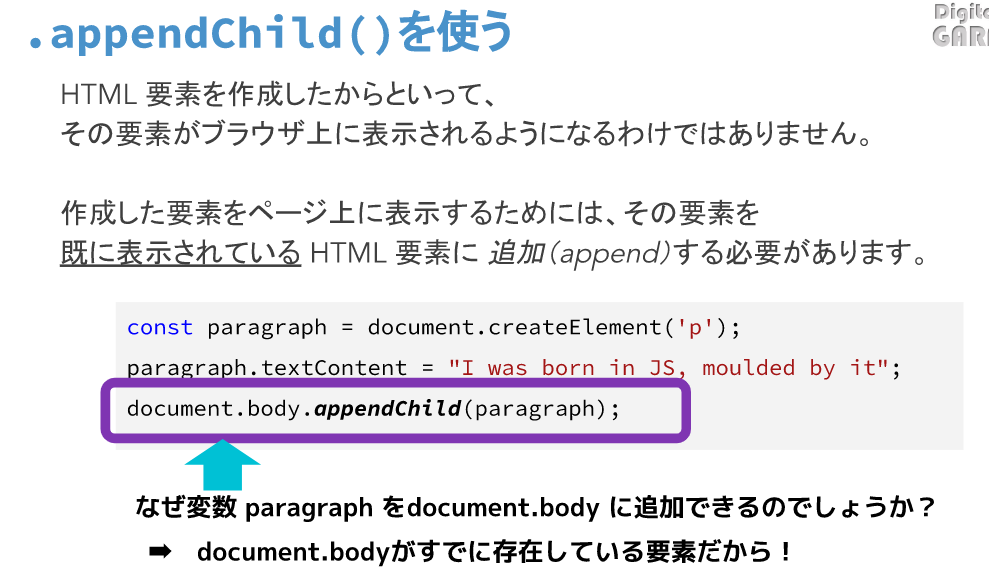 .appendChild()を使う
Digita
GAR
HTML 要素を作成したからといって、
その要素がブラウザ上に表示されるようになるわけではありません。
作成した要素をページ上に表示するためには、その要素を
既に表示されている HTML 要素に 追加（append）する必要があります。
const paragraph = document.createElement('p');
paragraph.textContent = "I was born in JS, moulded by it";
document.body.appendChild(paragraph);
なぜ変数 paragraph をdocument.body に追加できるのでしょうか？
➡ document.bodyがすでに存在している要素だから！